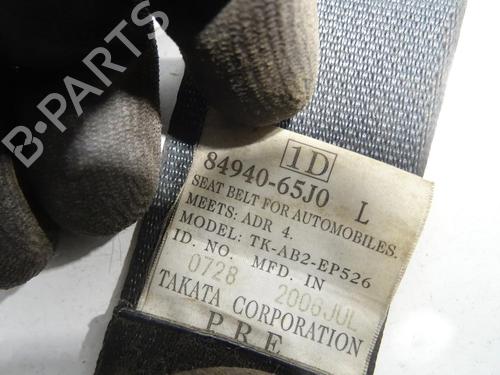 B-PARTS
1D
84940-65J0 L
SEAT BELT FOR AUTOMOBILES.
MEETS: ADR 4.
MODEL: TK-AB2-EP526
ID. NO. MFD. IN
0728 2006JUL
TAKATA CORPORATION
PRE